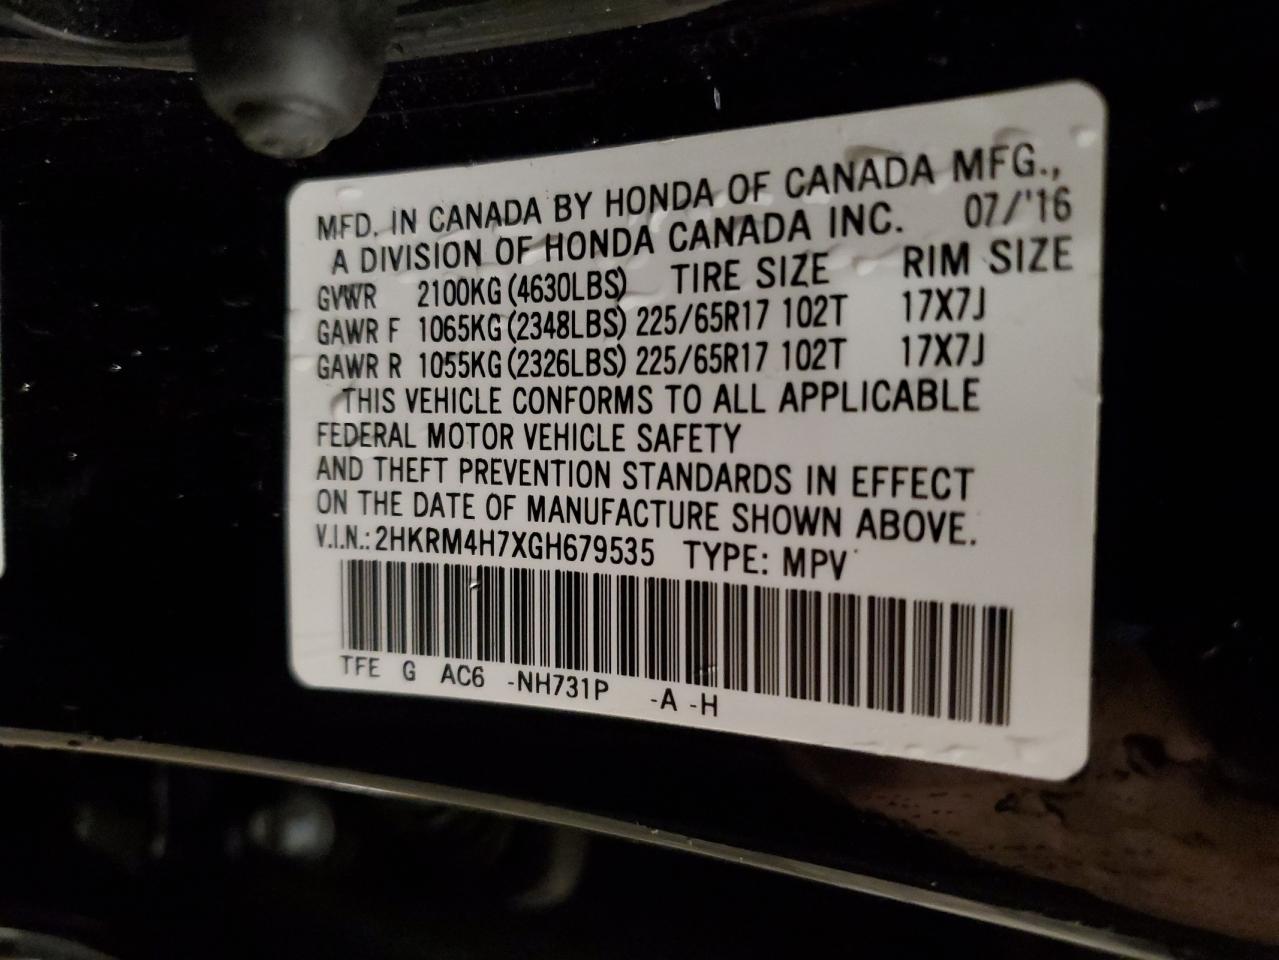 MFD. IN CANADA BY HONDA OF CANADA MFG.,
A DIVISION OF HONDA CANADA INC. 07/'16
GVWR 2100KG (4630LBS) TIRE SIZE RIM SIZE
GAWR F 1065KG (2348LBS) 225/65R17 102T 17X7J
GAWR R 1055KG (2326LBS) 225/65R17 102T 17X7J
THIS VEHICLE CONFORMS TO ALL APPLICABLE
FEDERAL MOTOR VEHICLE SAFETY
AND THEFT PREVENTION STANDARDS IN EFFECT
ON THE DATE OF MANUFACTURE SHOWN ABOVE.
V.I.N.: 2HKRM4H7XGH679535 TYPE: MPV
TFE G AC6 -NH731P -A -H